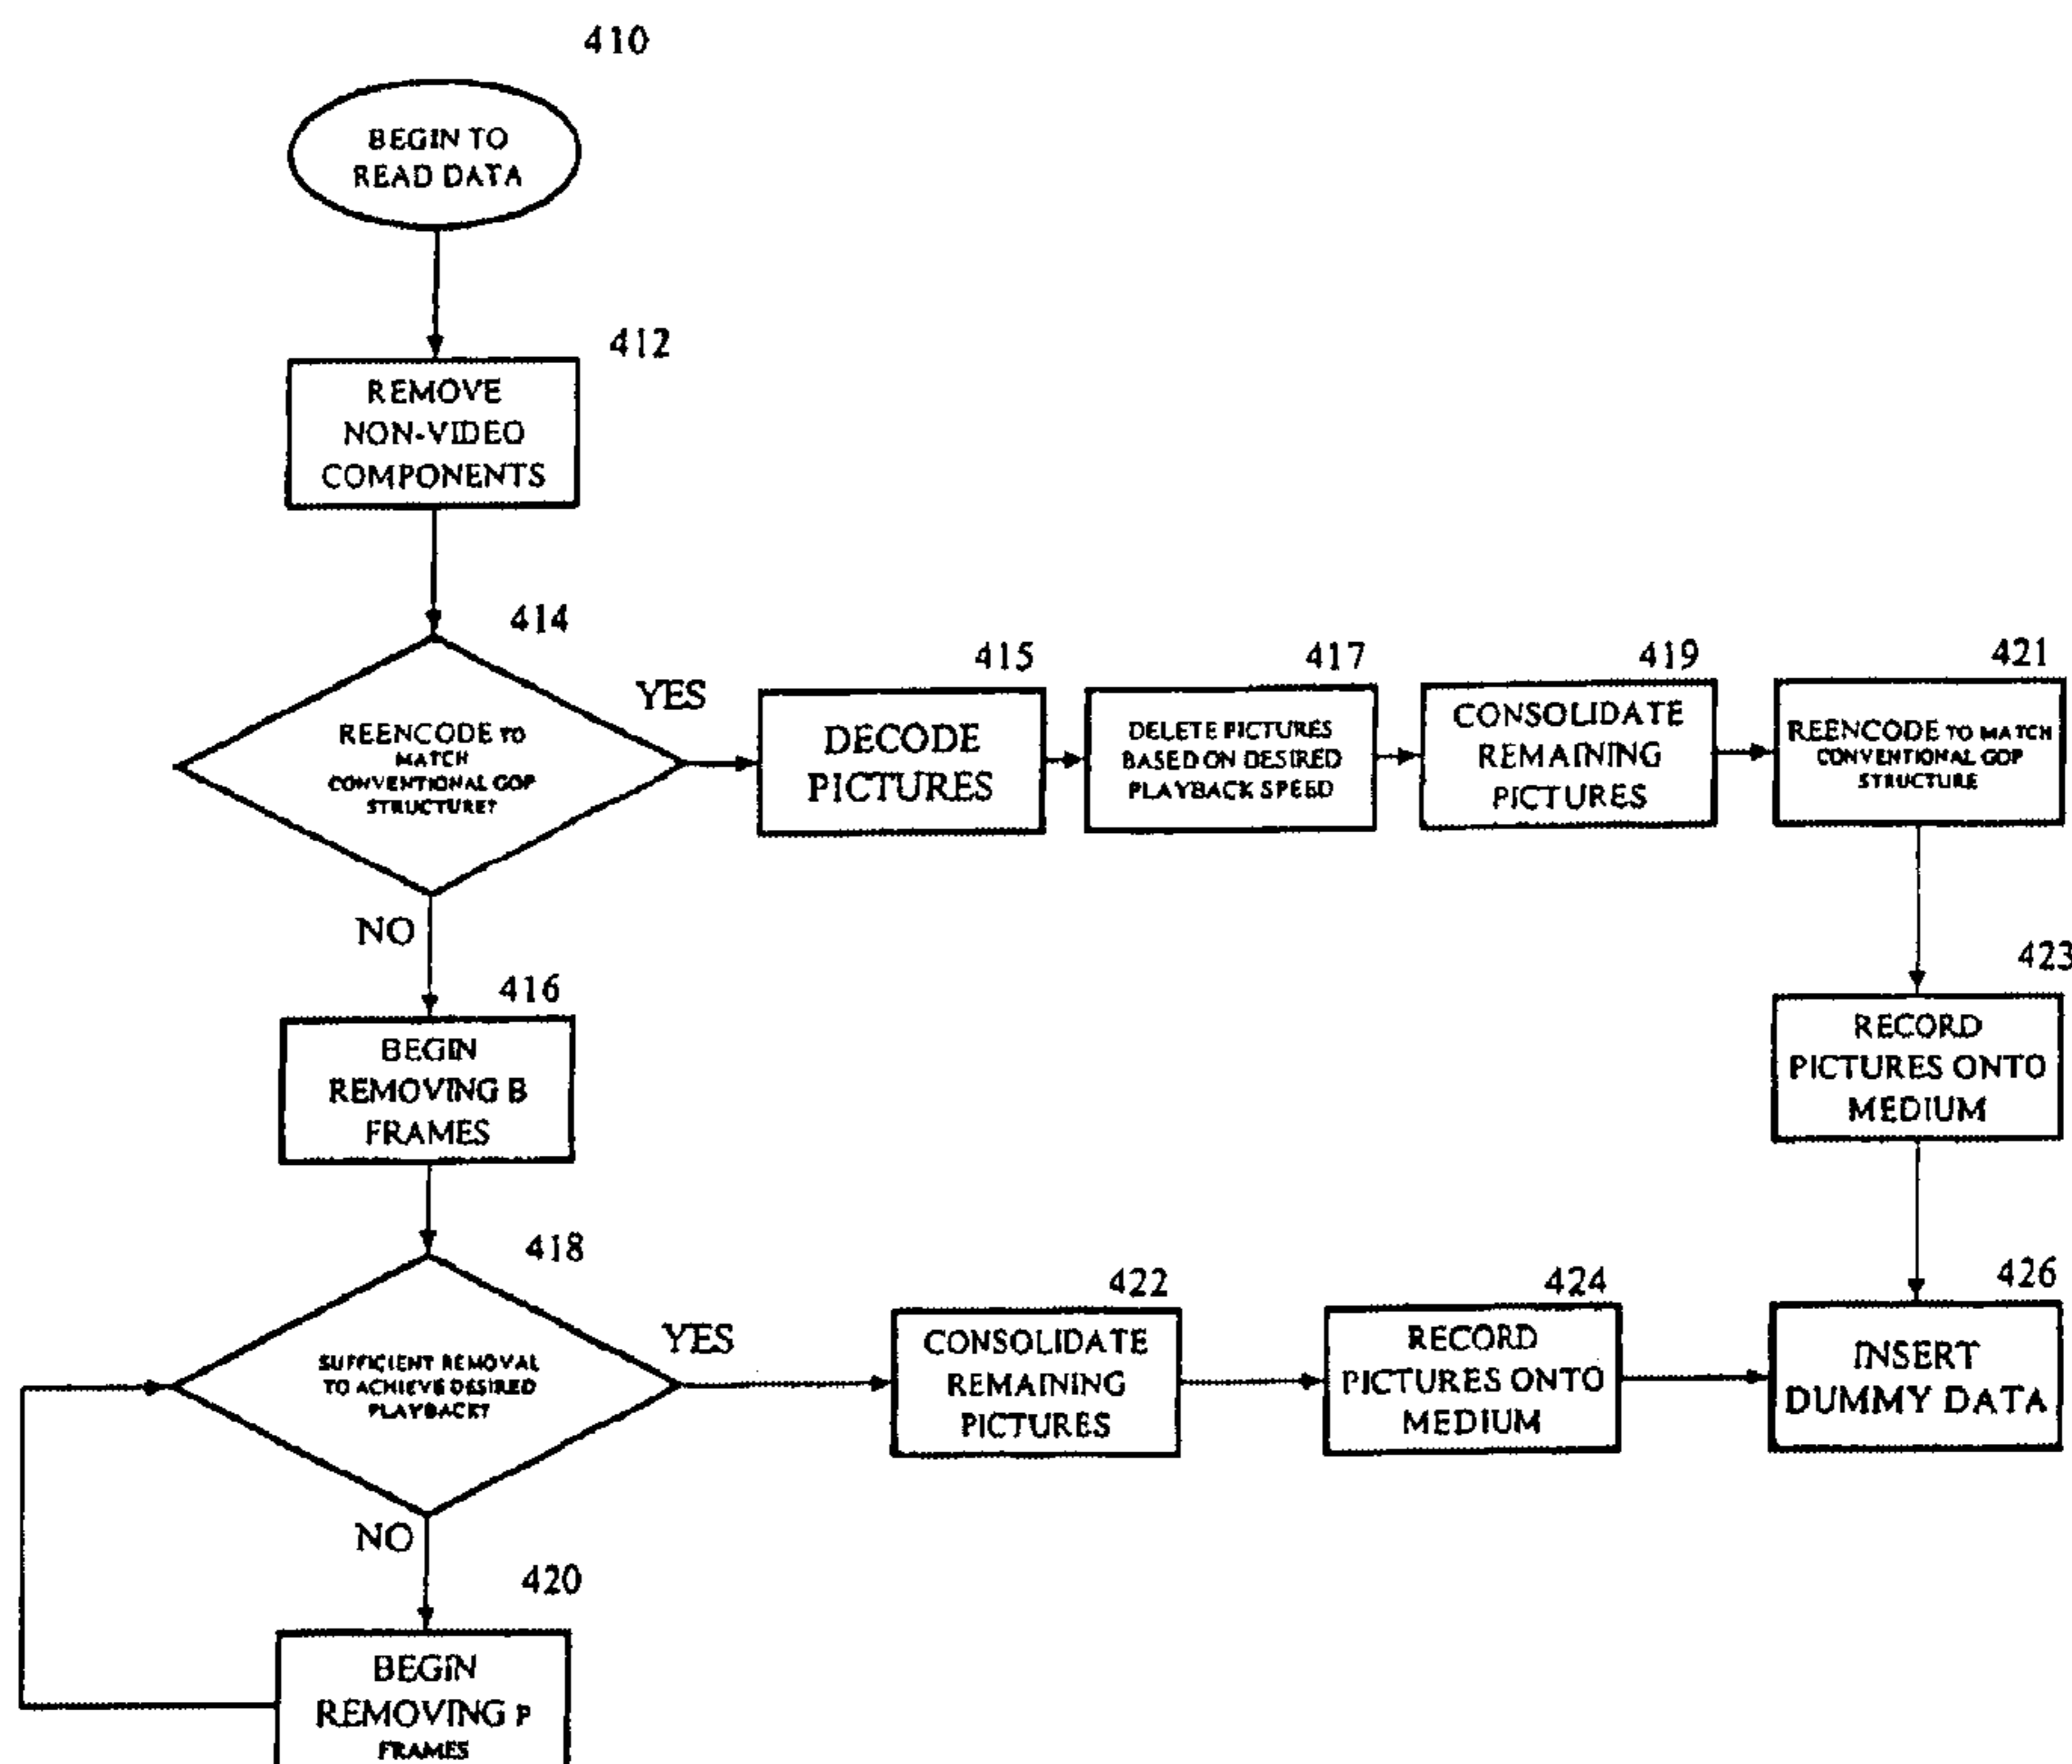 410
BEGIN TO
READ DATA
412
REMOVE
NON-VIDEO
COMPONENTS
414
REENCODE TO
MATCH
CONVENTIONAL GOP
STRUCTURE?
YES
NO
415
DECODE
PICTURES
417
DELETE PICTURES
BASED ON DESIRED
PLAYBACK SPEED
419
CONSOLIDATE
REMAINING
PICTURES
421
REENCODE TO MATCH
CONVENTIONAL GOP
STRUCTURE
423
RECORD
PICTURES ONTO
MEDIUM
416
BEGIN
REMOVING B
FRAMES
418
SUFFICIENT REMOVAL
TO ACHIEVE DESIRED
PLAYBACK?
YES
NO
422
CONSOLIDATE
REMAINING
PICTURES
424
RECORD
PICTURES ONTO
MEDIUM
426
INSERT
DUMMY DATA
420
BEGIN
REMOVING P
FRAMES